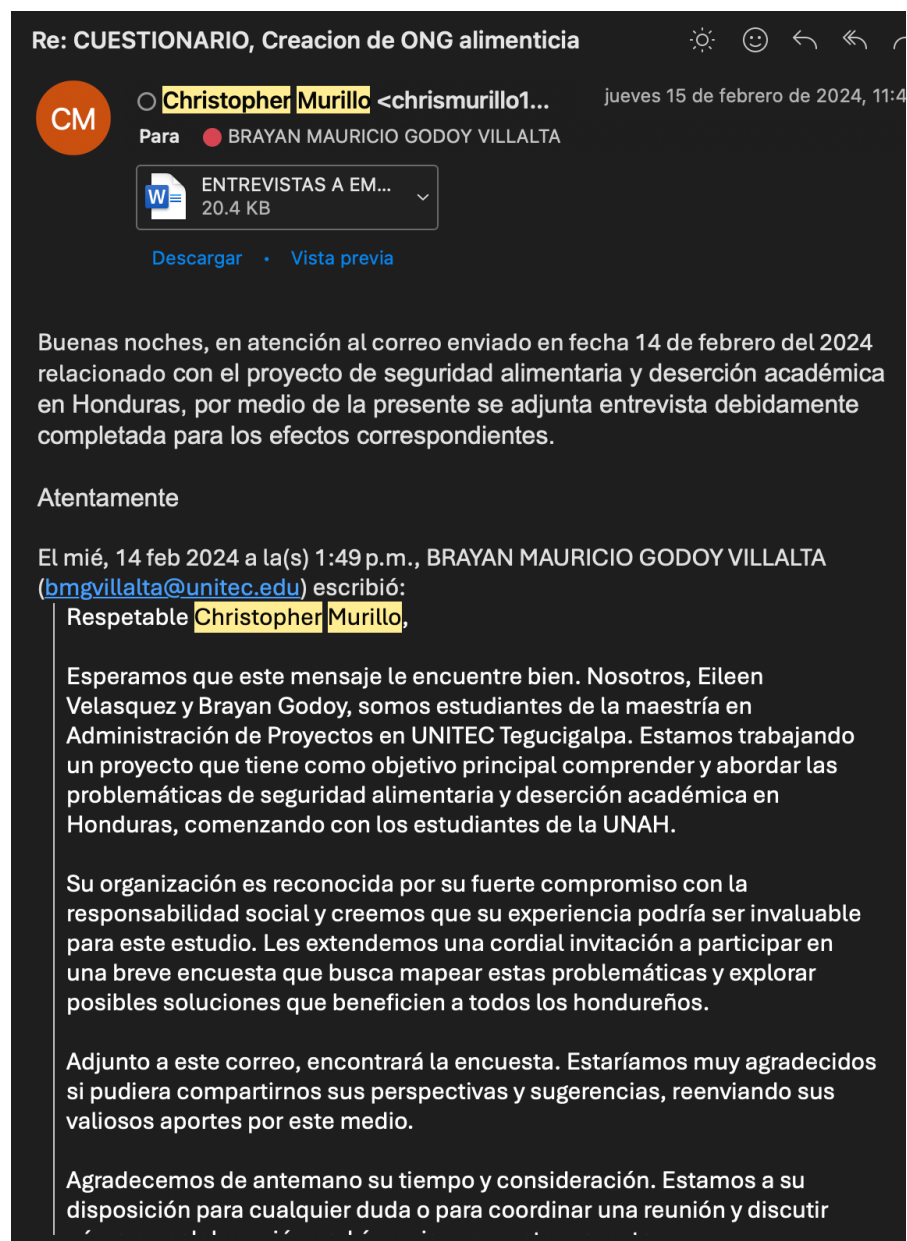 Re: CUESTIONARIO, Creacion de ONG alimenticia
CM
Christopher Murillo <chrismurillo1...
jueves 15 de febrero de 2024, 11:4
Para BRAYAN MAURICIO GODOY VILLALTA
W
ENTREVISTAS A EM...
20.4 KB
Descargar • Vista previa
Buenas noches, en atención al correo enviado en fecha 14 de febrero del 2024
relacionado con el proyecto de seguridad alimentaria y deserción académica
en Honduras, por medio de la presente se adjunta entrevista debidamente
completada para los efectos correspondientes.
Atentamente
El mié, 14 feb 2024 a la(s) 1:49 p.m., BRAYAN MAURICIO GODOY VILLALTA
(bmgvillalta@unitec.edu) escribió:
Respetable Christopher Murillo,
Esperamos que este mensaje le encuentre bien. Nosotros, Eileen
Velasquez y Brayan Godoy, somos estudiantes de la maestría en
Administración de Proyectos en UNITEC Tegucigalpa. Estamos trabajando
un proyecto que tiene como objetivo principal comprender y abordar las
problemáticas de seguridad alimentaria y deserción académica en
Honduras, comenzando con los estudiantes de la UNAH.
Su organización es reconocida por su fuerte compromiso con la
responsabilidad social y creemos que su experiencia podría ser invaluable
para este estudio. Les extendemos una cordial invitación a participar en
una breve encuesta que busca mapear estas problemáticas y explorar
posibles soluciones que beneficien a todos los hondureños.
Adjunto a este correo, encontrará la encuesta. Estaríamos muy agradecidos
si pudiera compartirnos sus perspectivas y sugerencias, reenviando sus
valiosos aportes por este medio.
Agradecemos de antemano su tiempo y consideración. Estamos a su
disposición para cualquier duda o para coordinar una reunión y discutir